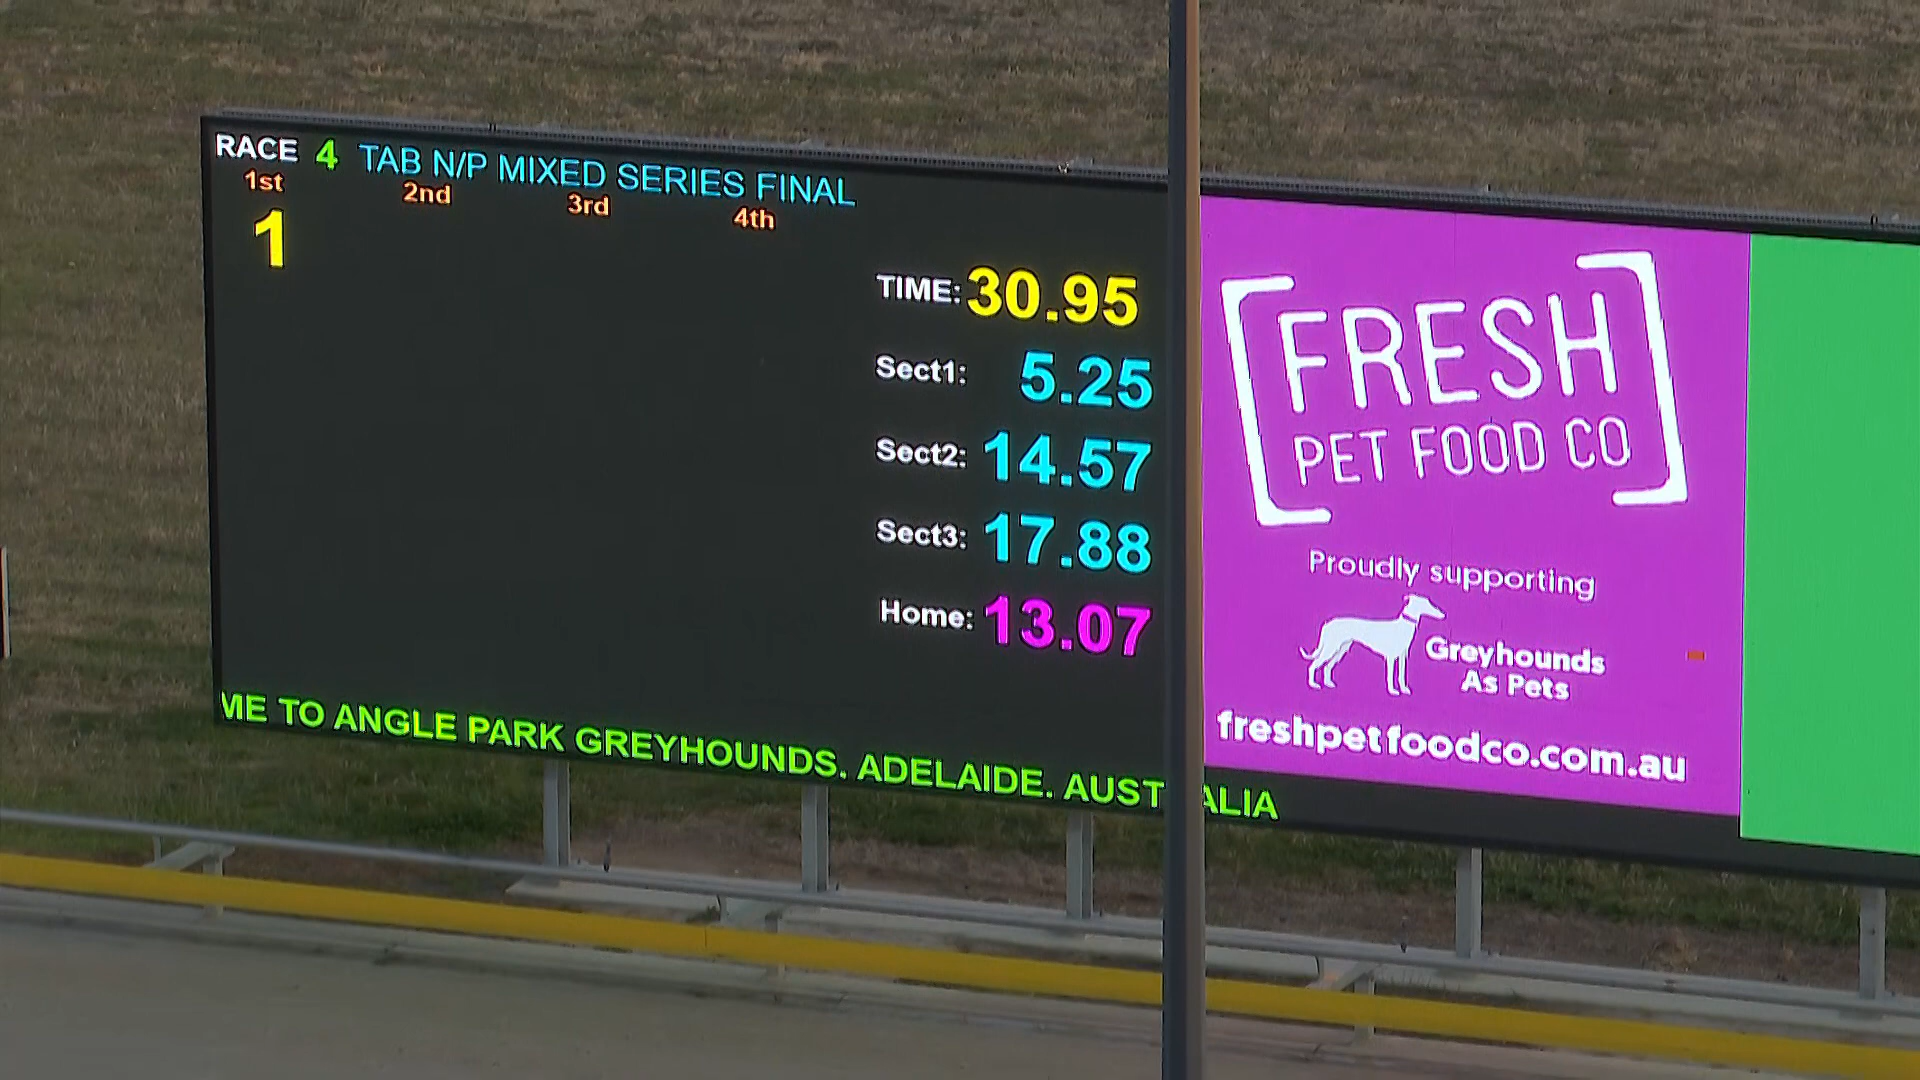 RACE 4 TAB N/P MIXED SERIES FINAL
1st 2nd 3rd 4th
1
TIME: 30.95
Sect1: 5.25
Sect2: 14.57
Sect3: 17.88
Home: 13.07
ME TO ANGLE PARK GREYHOUNDS. ADELAIDE. AUSTRALIA
FRESH
PET FOOD CO
Proudly supporting
Greyhounds
As Pets
freshpetfoodco.com.au